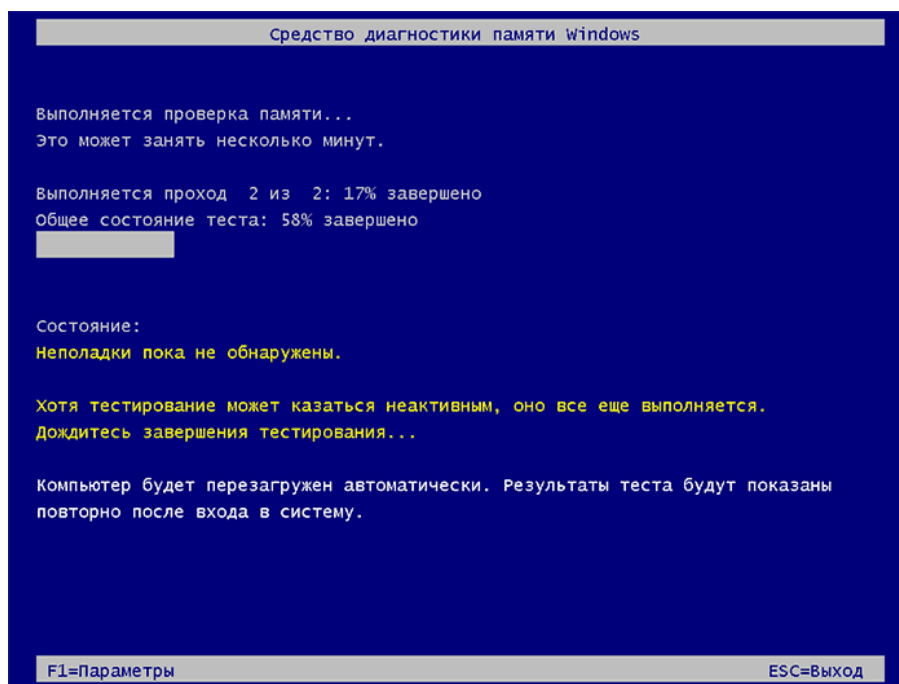 Средство диагностики памяти Windows
Выполняется проверка памяти...
Это может занять несколько минут.
Выполняется проход  2 из  2: 17% завершено
Общее состояние теста: 58% завершено
Состояние:
Неполадки пока не обнаружены.
Хотя тестирование может казаться неактивным, оно все еще выполняется.
Дождитесь завершения тестирования...
Компьютер будет перезагружен автоматически. Результаты теста будут показаны
повторно после входа в систему.
F1=Параметры ESC=Выход